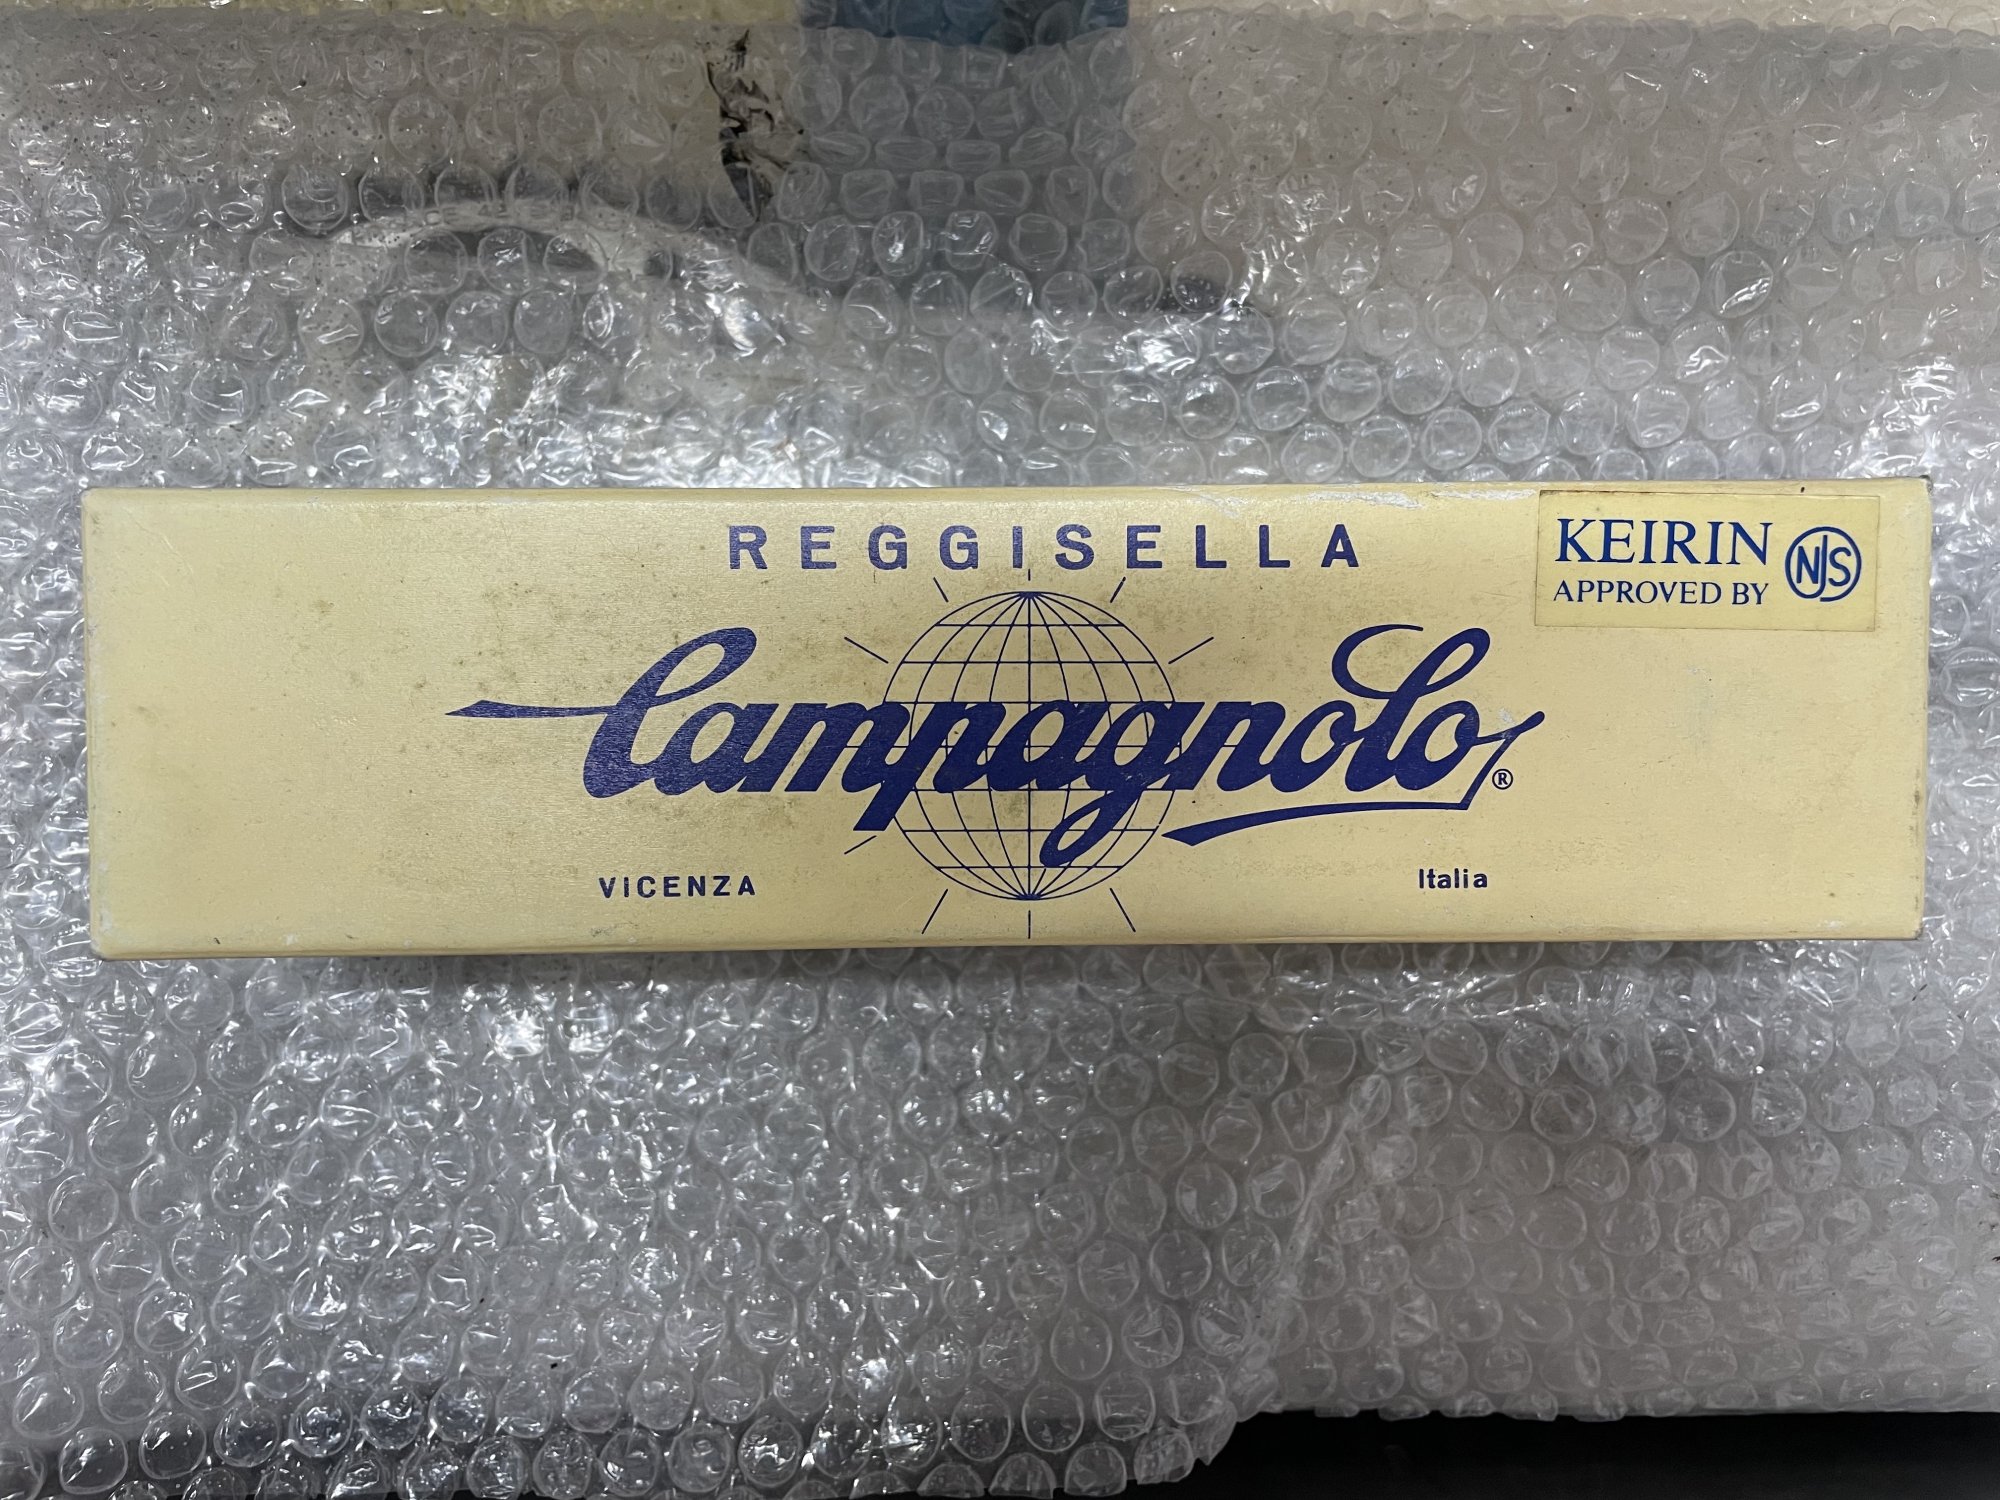 REGGISELLA
KEIRIN
APPROVED BY NJS
Campagnolo®
VICENZA
Italia